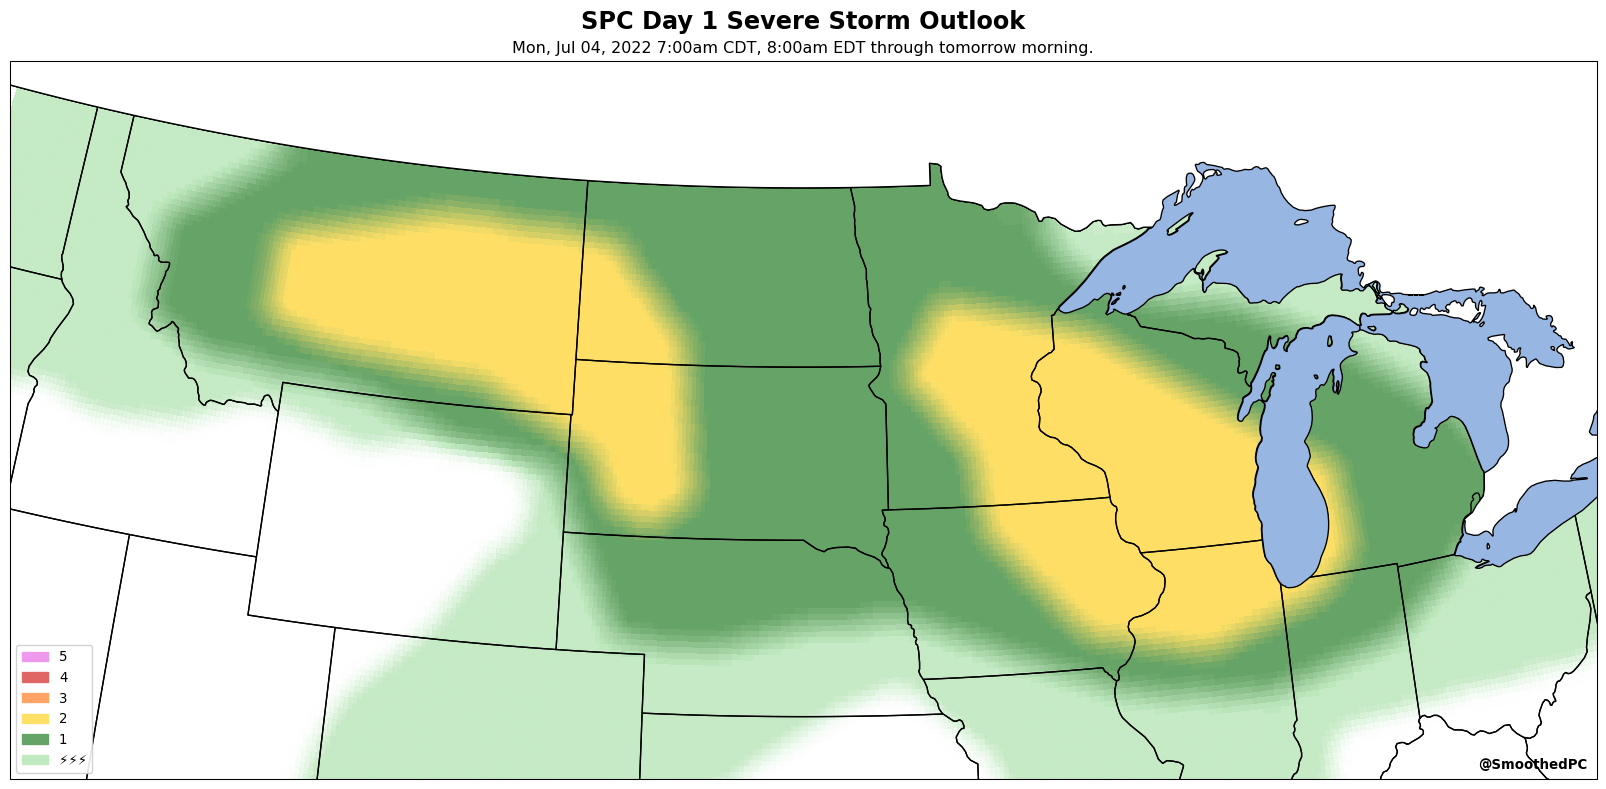 SPC Day 1 Severe Storm Outlook
Mon, Jul 04, 2022 7:00am CDT, 8:00am EDT through tomorrow morning.
5
4
3
2
1
⚡⚡⚡
@SmoothedPC